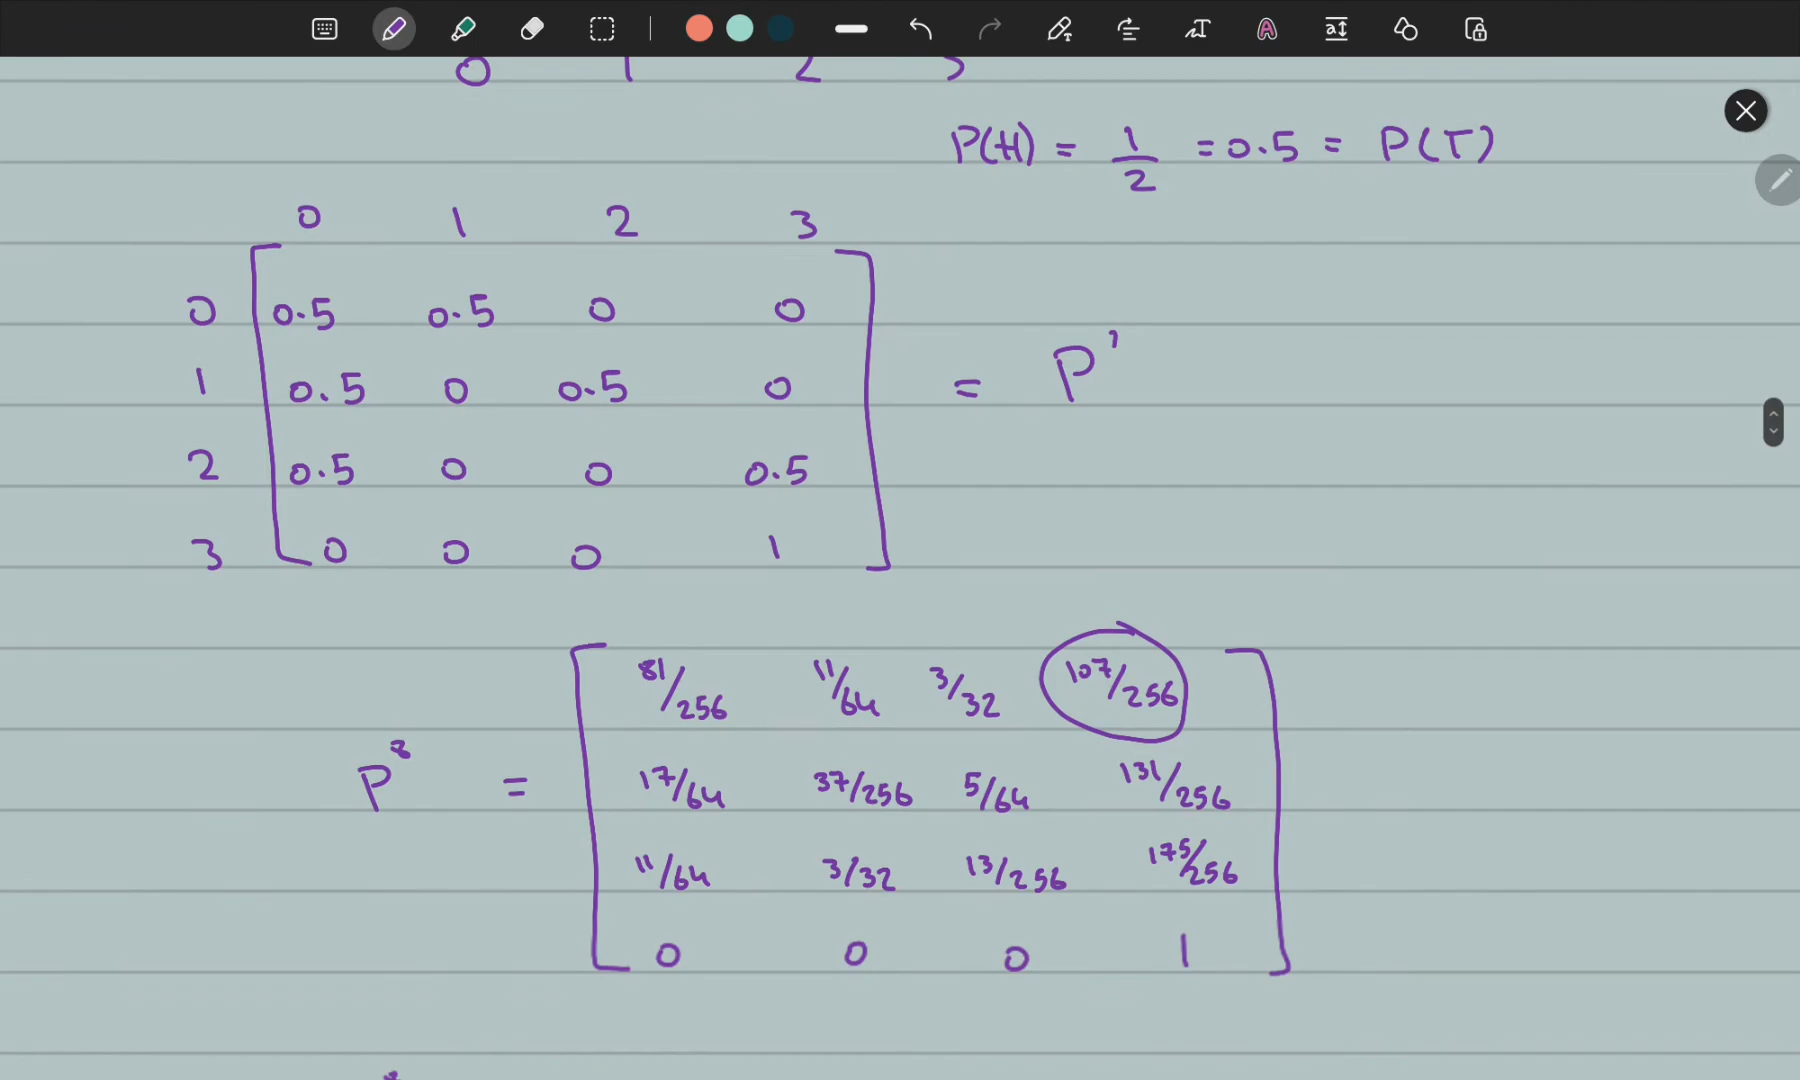 0 1 2 3
P(H) = 1/2 = 0.5 = P(T)
0 1 2 3
0 0.5 0.5 0 0
1 0.5 0 0.5 0 = P¹
2 0.5 0 0 0.5
3 0 0 0 1
81/256 11/64 3/32 107/256
P⁸ = 17/64 37/256 5/64 131/256
11/64 3/32 13/256 175/256
0 0 0 1